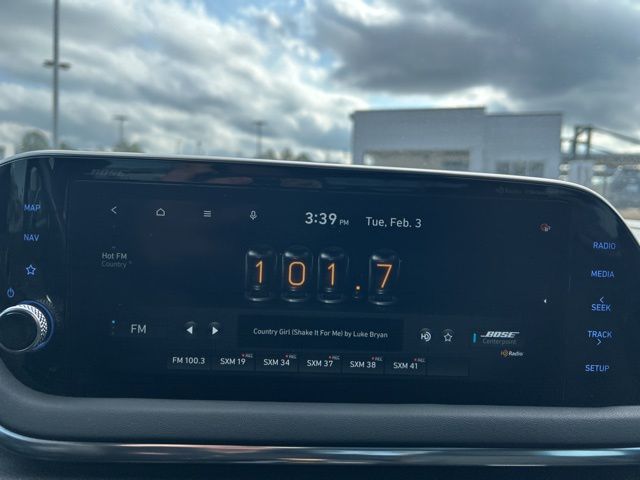 BOSE
MAP
NAV
3:39 PM Tue, Feb. 3
Hot FM
Country
101.7
FM
Country Girl (Shake It For Me) by Luke Bryan
HD
BOSE
Centerpoint
HD Radio
FM 100.3 SXM 19 SXM 34 SXM 37 SXM 38 SXM 41
RADIO
MEDIA
SEEK
TRACK
SETUP